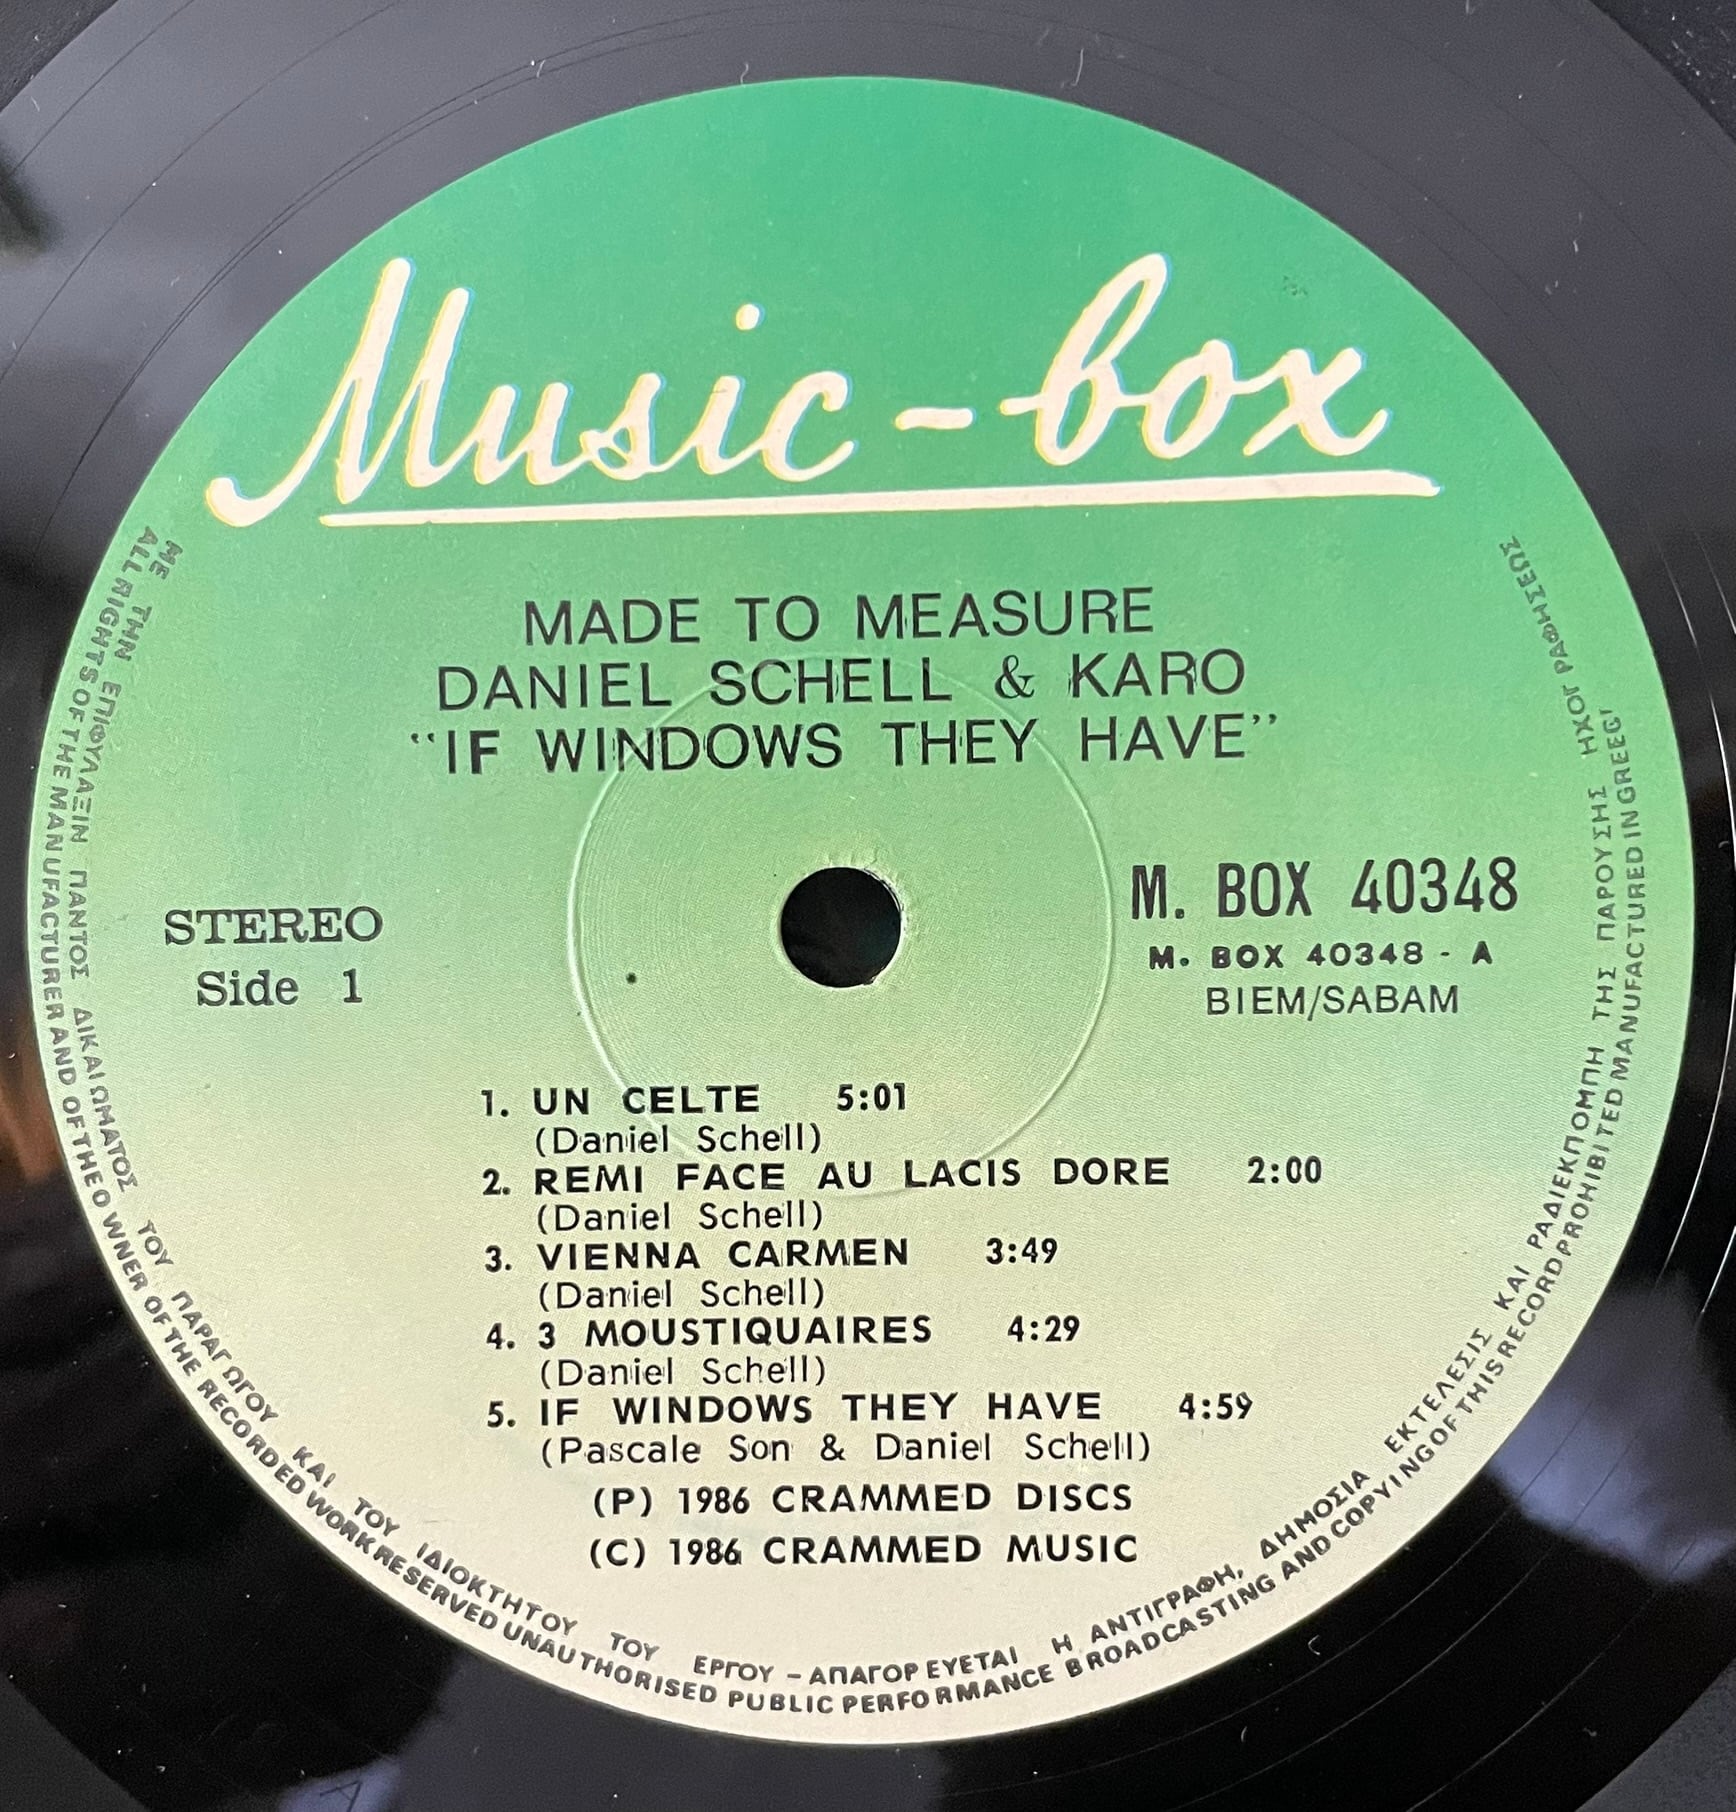 Music-box
MADE TO MEASURE
DANIEL SCHELL & KARO
"IF WINDOWS THEY HAVE"
STEREO
Side 1
M. BOX 40348
M. BOX 40348 - A
BIEM/SABAM
1. UN CELTE 5:01
(Daniel Schell)
2. REMI FACE AU LACIS DORE 2:00
(Daniel Schell)
3. VIENNA CARMEN 3:49
(Daniel Schell)
4. 3 MOUSTIQUAIRES 4:29
(Daniel Schell)
5. IF WINDOWS THEY HAVE 4:59
(Pascale Son & Daniel Schell)
(P) 1986 CRAMMED DISCS
(C) 1986 CRAMMED MUSIC
ΜΕ ΤΗΝ ΕΠΙΦΥΛΑΞΙΝ ΠΑΝΤΟΣ ΔΙΚΑΙΩΜΑΤΟΣ ΤΟΥ ΠΑΡΑΓΩΓΟΥ ΚΑΙ ΤΟΥ ΙΔΙΟΚΤΗΤΟΥ ΤΟΥ ΕΡΓΟΥ – ΑΠΑΓΟΡΕΥΕΤΑΙ Η ΑΝΤΙΓΡΑΦΗ, ΔΗΜΟΣΙΑ ΕΚΤΕΛΕΣΙΣ ΚΑΙ ΡΑΔΙΕΚΠΟΜΠΗ ΤΗΣ ΠΑΡΟΥΣΗΣ ΗΧΟΓΡΑΦΗΣΕΩΣ
ALL RIGHTS OF THE MANUFACTURER AND OF THE OWNER OF THE RECORDED WORK RESERVED UNAUTHORISED PUBLIC PERFORMANCE BROADCASTING AND COPYING OF THIS RECORD PROHIBITED MANUFACTURED IN